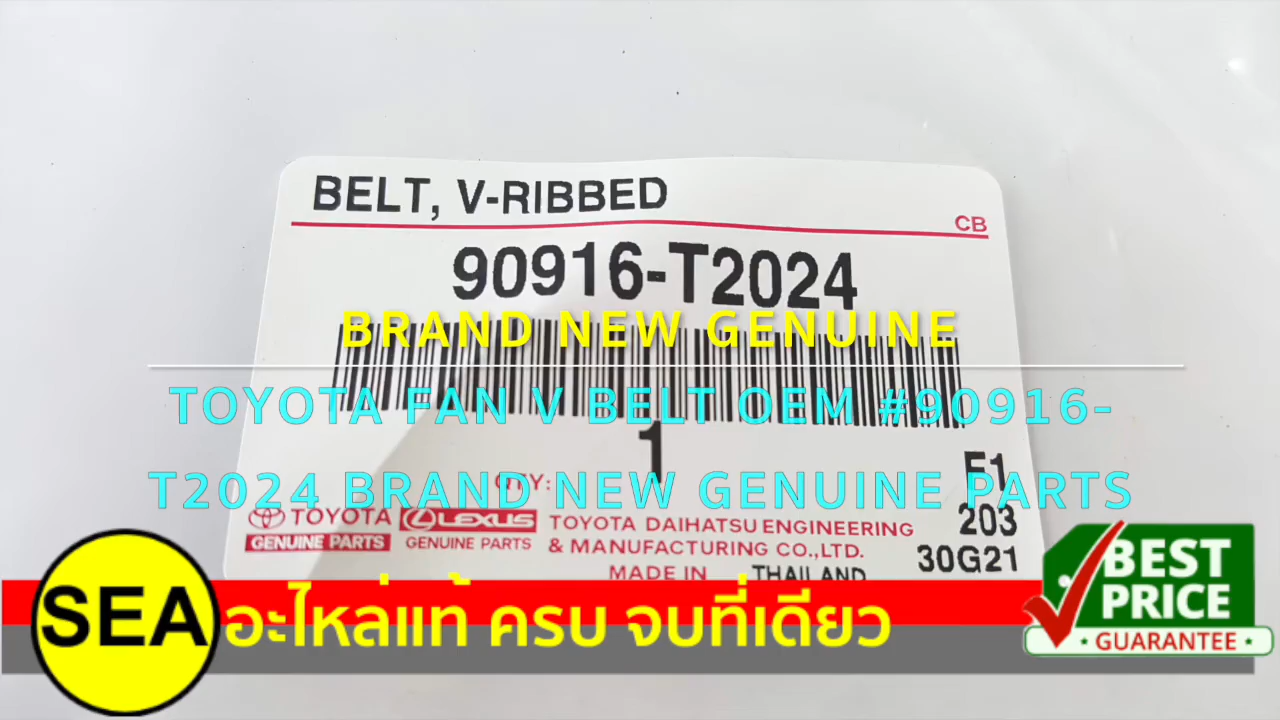 BELT, V-RIBBED
CB
90916-T2024
BRAND NEW GENUINE
TOYOTA FAN V BELT OEM #90916-
T2024 BRAND NEW GENUINE PARTS
1
QTY:
E1
203
30G21
TOYOTA
GENUINE PARTS
LEXUS
GENUINE PARTS
TOYOTA DAIHATSU ENGINEERING
& MANUFACTURING CO.,LTD.
MADE IN THAILAND
SEA
อะไหล่แท้ ครบ จบที่เดียว
BEST
PRICE
GUARANTEE